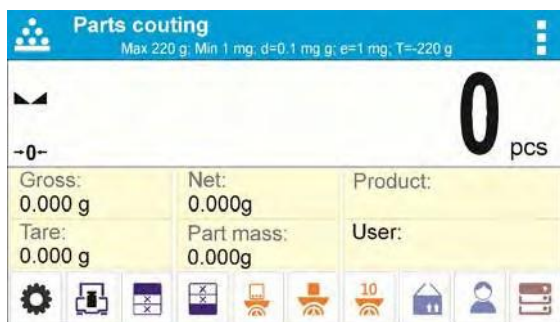 Parts couting
Max 220 g; Min 1 mg; d=0.1 mg g; e=1 mg; T=-220 g
→0←
0 pcs
Gross:
0.000 g
Net:
0.000g
Product:
Tare:
0.000 g
Part mass:
0.000g
User:
x
x
x
x
10